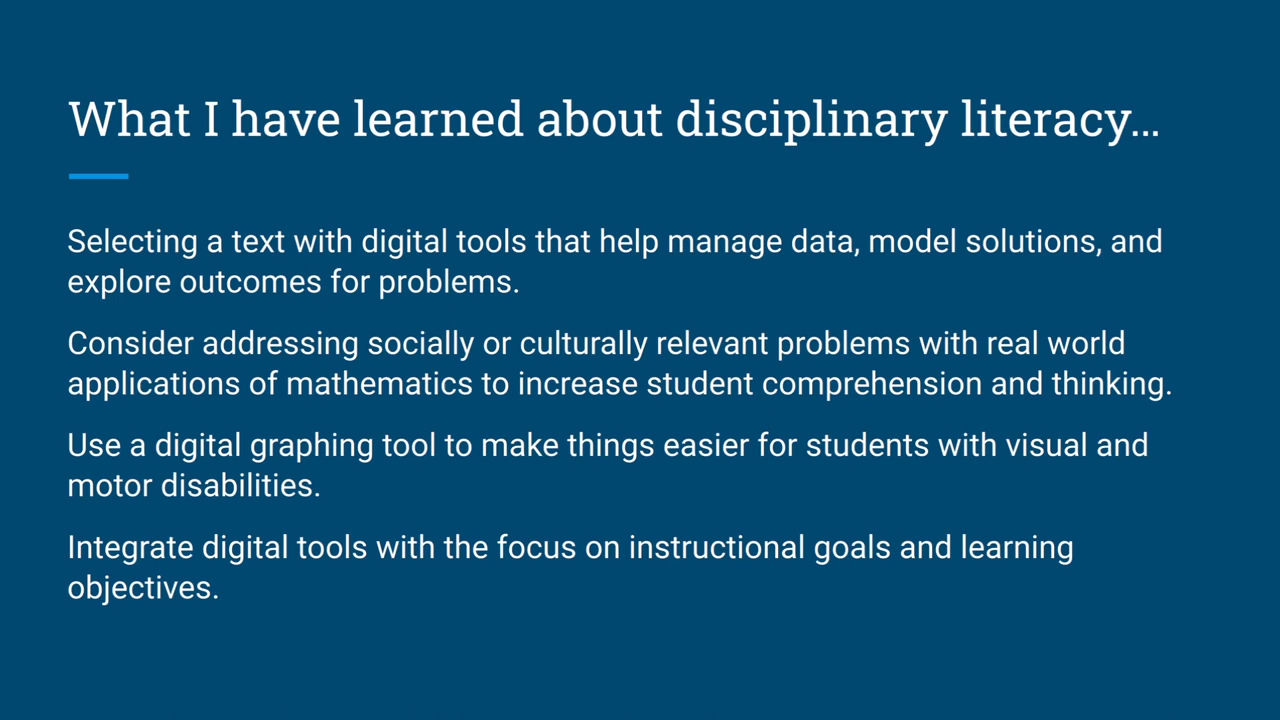 What I have learned about disciplinary literacy...
Selecting a text with digital tools that help manage data, model solutions, and
explore outcomes for problems.
Consider addressing socially or culturally relevant problems with real world
applications of mathematics to increase student comprehension and thinking.
Use a digital graphing tool to make things easier for students with visual and
motor disabilities.
Integrate digital tools with the focus on instructional goals and learning
objectives.